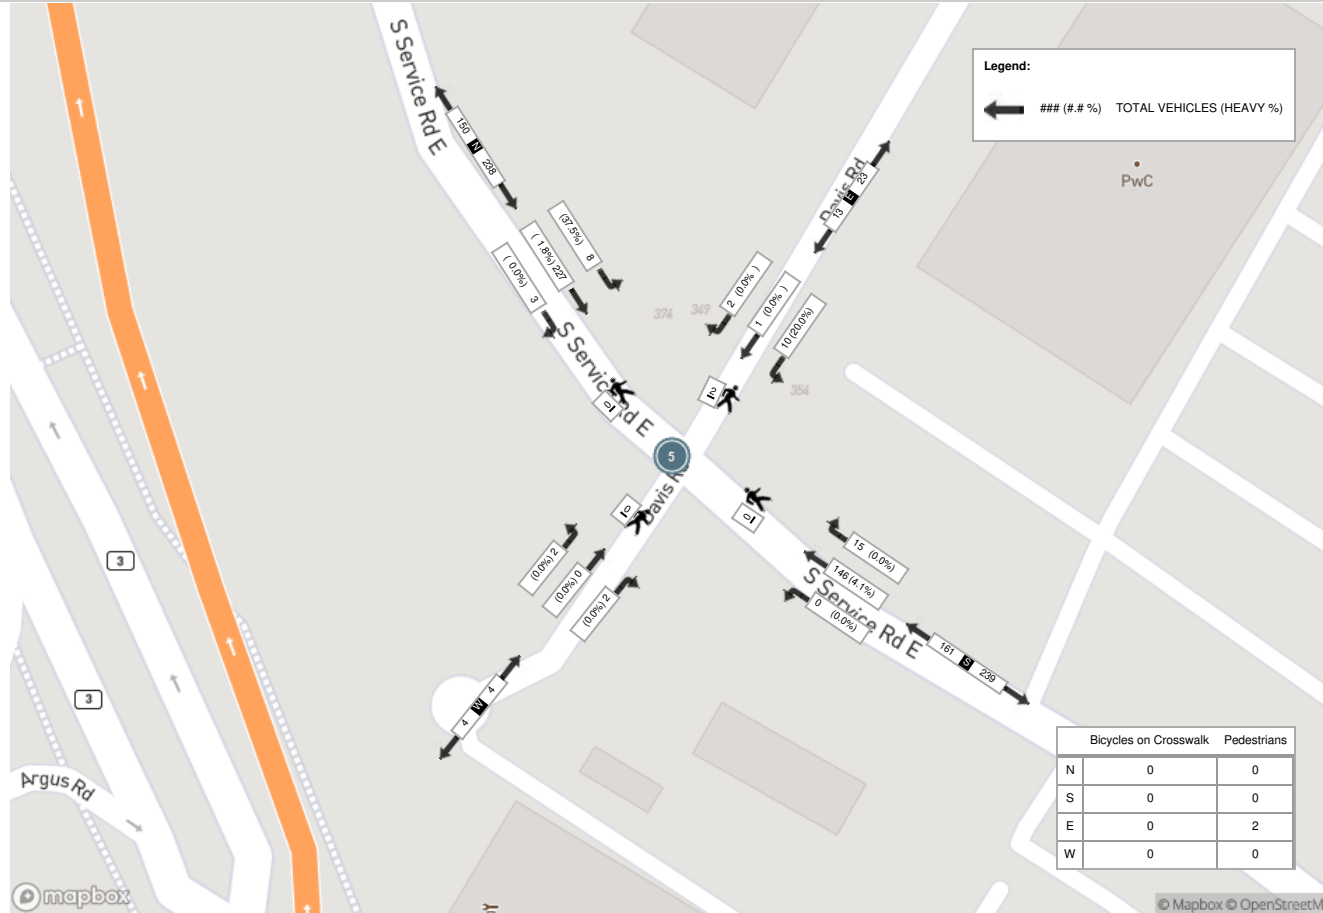 S Service Rd E
150 N 238
(37.5%) 8
( 1.8%) 227
( 0.0%) 3
S Service Rd E
0
Davis Rd
13 E 23
2 (0.0% )
1 (0.0% )
10 (20.0%)
2
374
349
354
Legend:
### (#.# %) TOTAL VEHICLES (HEAVY %)
PwC
5
Davis Rd
0
(0.0%) 2
(0.0%) 0
(0.0%) 2
0
15 (0.0%)
146 (4.1%)
0 (0.0%)
S Service Rd E
161 S 239
4 W 4
3
3
Argus Rd
Bicycles on Crosswalk Pedestrians
N 0 0
S 0 0
E 0 2
W 0 0
mapbox
© Mapbox © OpenStreetM